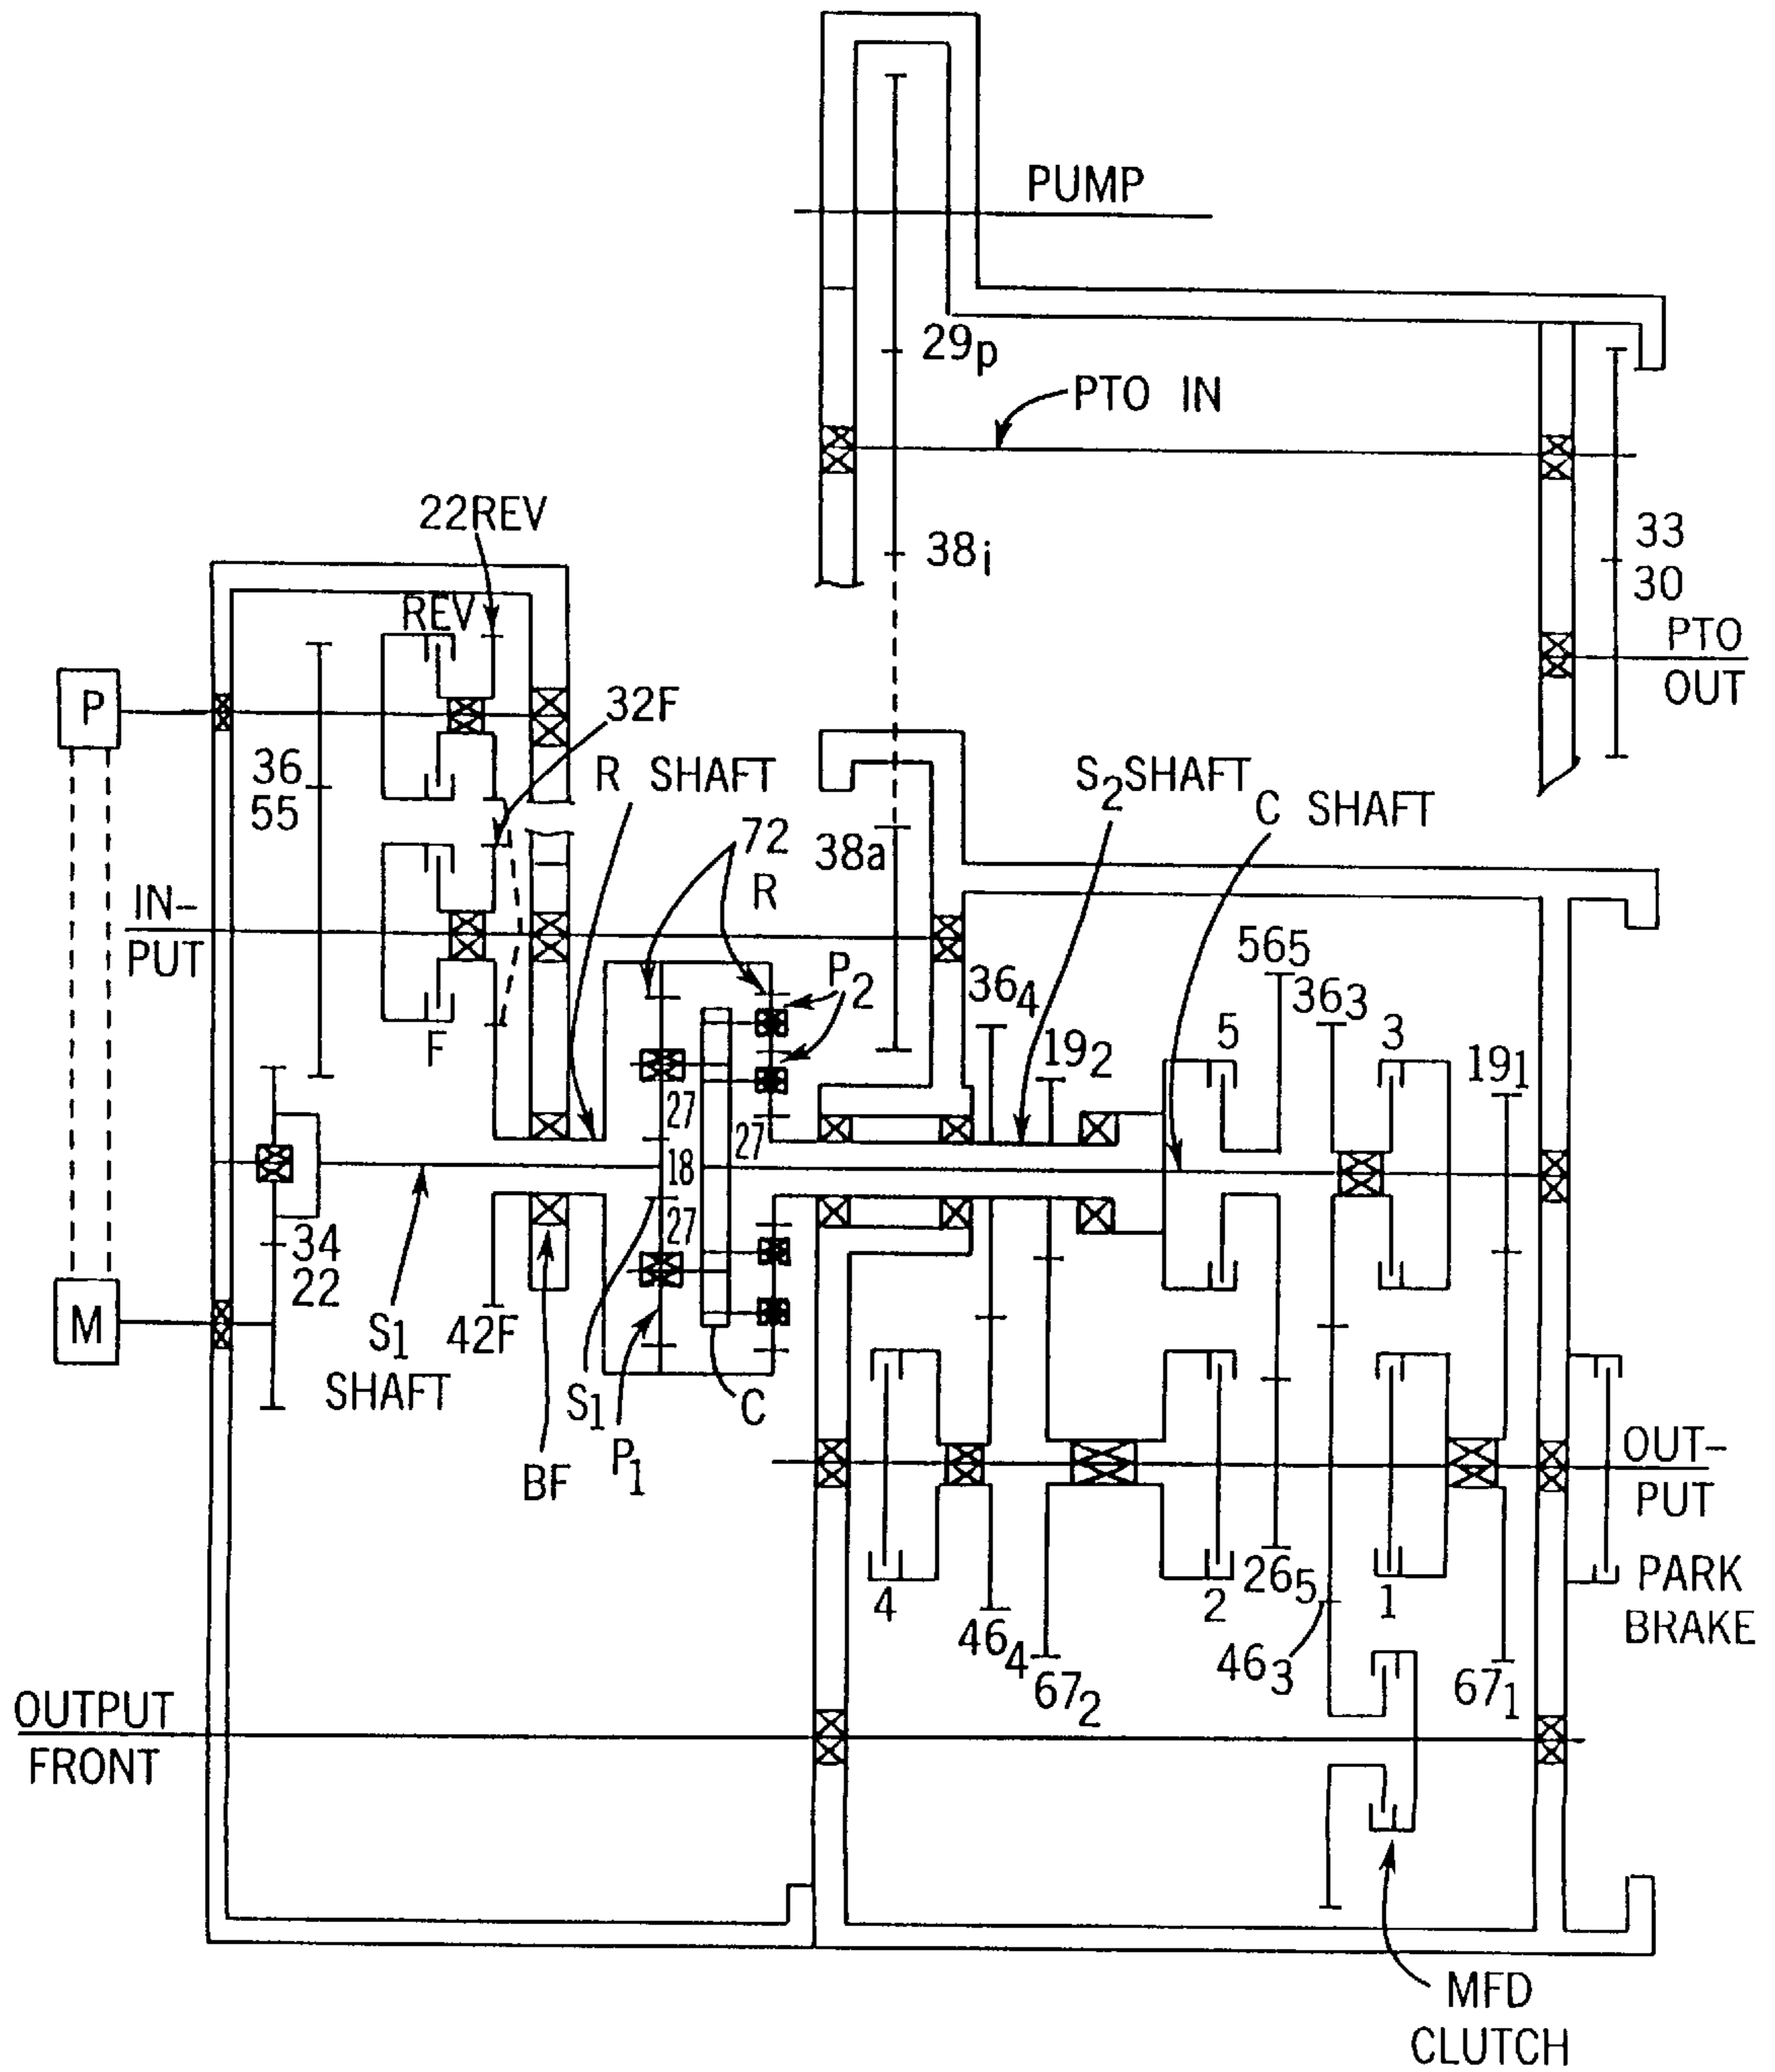 PUMP
29p
PTO IN
38i
33
30
PTO
OUT
22REV
REV
P
32F
36
55
R SHAFT
S2SHAFT
C SHAFT
72
R
38a
IN-
PUT
P2
364
565
363
F
192
5
3
191
27
18
27
27
34
22
M
S1
SHAFT
42F
S1
P1
C
BF
OUT-
PUT
4
464
672
2
265
463
1
671
PARK
BRAKE
OUTPUT
FRONT
MFD
CLUTCH